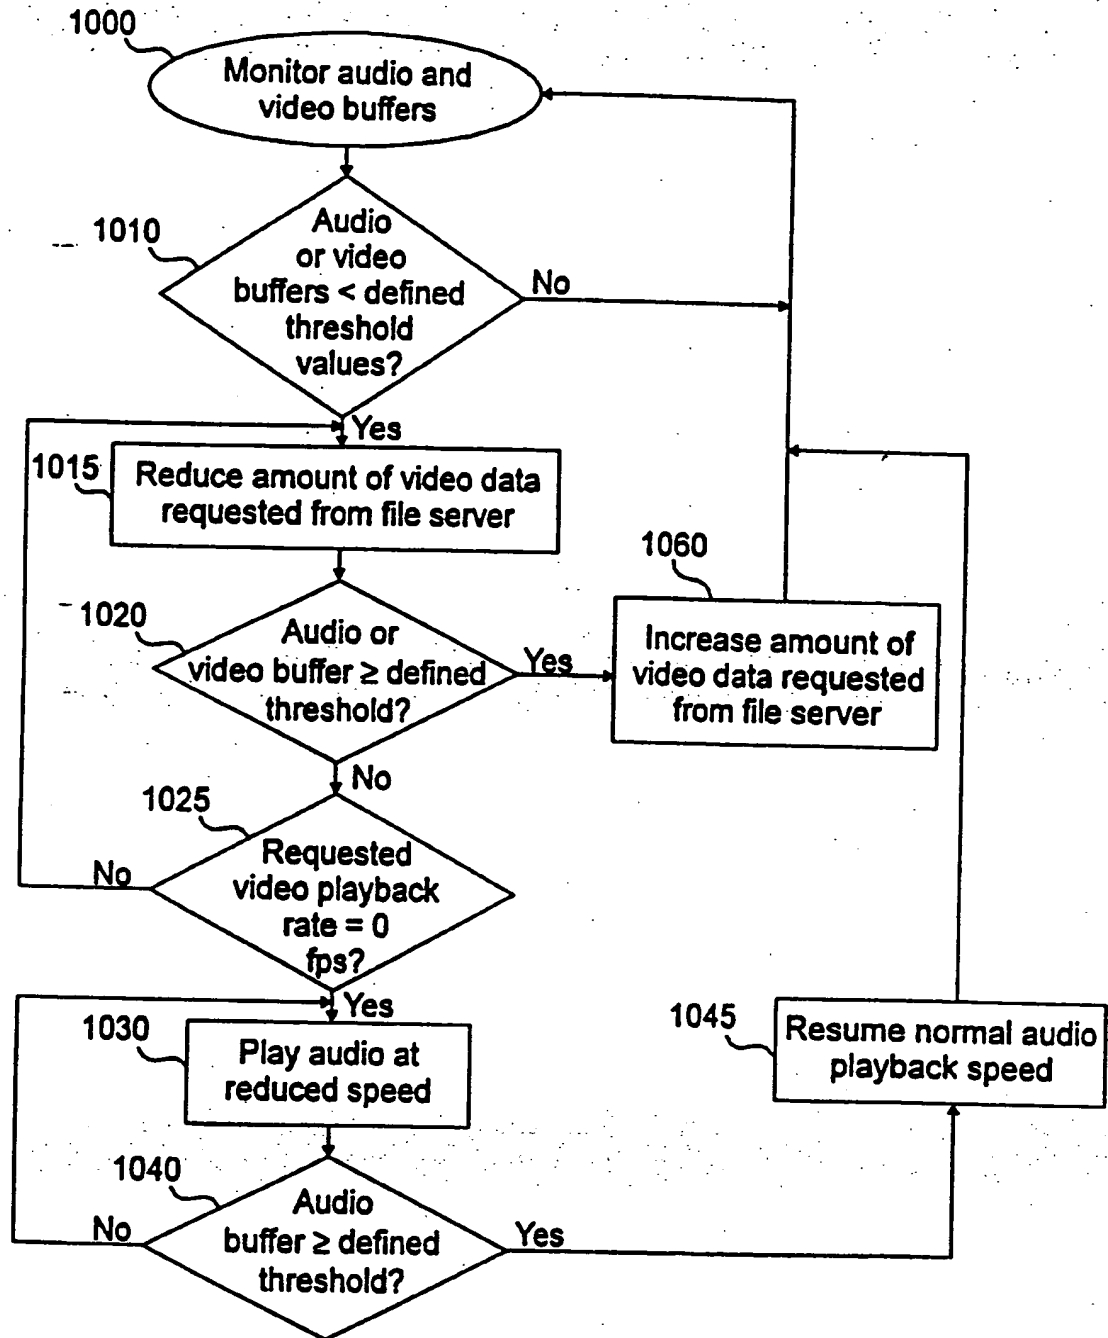 1000
Monitor audio and
video buffers
1010
Audio
or video
buffers < defined
threshold
values?
No
Yes
1015
Reduce amount of video data
requested from file server
1060
1020
Audio or
video buffer ≥ defined
threshold?
Yes
Increase amount of
video data requested
from file server
No
1025
Requested
video playback
rate = 0
fps?
No
Yes
1030
Play audio at
reduced speed
1045
Resume normal audio
playback speed
1040
Audio
buffer ≥ defined
threshold?
No
Yes